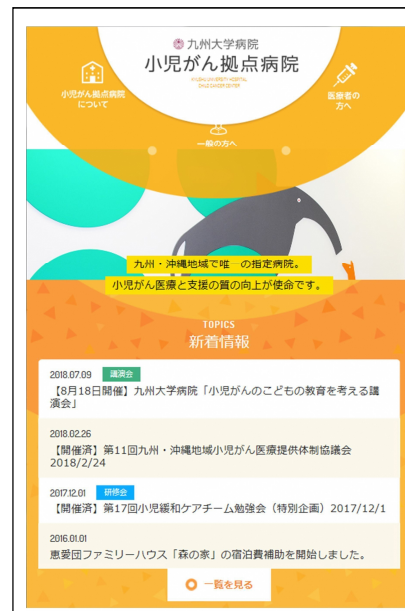 九州大学病院
小児がん拠点病院
KYUSHU UNIVERSITY HOSPITAL
CHILD CANCER CENTER
小児がん拠点病院
について
医療者の
方へ
一般の方へ
九州・沖縄地域で唯一の指定病院。
小児がん医療と支援の質の向上が使命です。
TOPICS
新着情報
2018.07.09 講演会
【8月18日開催】九州大学病院「小児がんのこどもの教育を考える講
演会」
2018.02.26
【開催済】第11回九州・沖縄地域小児がん医療提供体制協議会
2018/2/24
2017.12.01 研修会
【開催済】第17回小児緩和ケアチーム勉強会（特別企画）2017/12/1
2016.01.01
恵愛団ファミリーハウス「森の家」の宿泊費補助を開始しました。
一覧を見る